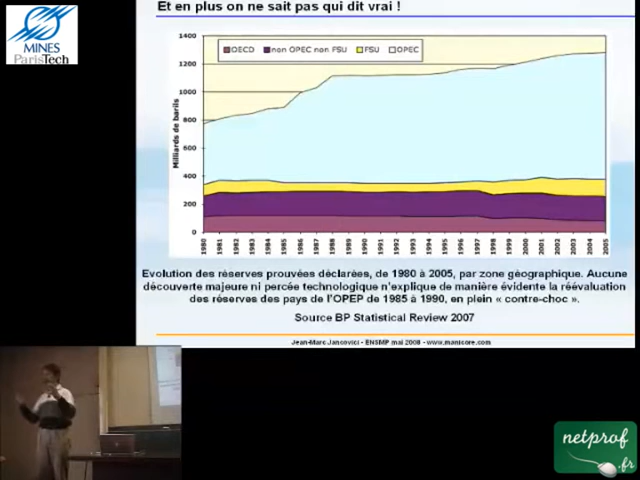 Et en plus on ne sait pas qui dit vrai !
MINES
ParisTech
1400
OECD non OPEC non FSU FSU OPEC
1200
1000
800
600
400
200
0
Milliards de barils
1980 1981 1982 1983 1984 1985 1986 1987 1988 1989 1990 1991 1992 1993 1994 1995 1996 1997 1998 1999 2000 2001 2002 2003 2004 2005
Evolution des réserves prouvées déclarées, de 1980 à 2005, par zone géographique. Aucune
découverte majeure ni percée technologique n'explique de manière évidente la réévaluation
des réserves des pays de l'OPEP de 1985 à 1990, en plein « contre-choc ».
Source BP Statistical Review 2007
Jean-Marc Jancovici - ENSMP mai 2008 - www.manicore.com
netprof
.fr